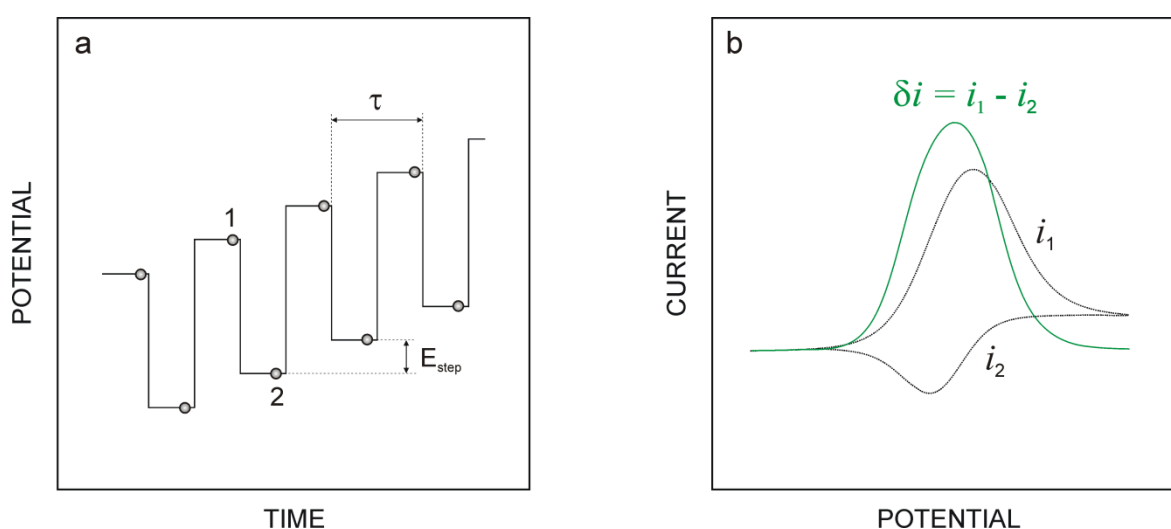 a
τ
1
2
E_step
POTENTIAL
TIME
b
δi = i₁ - i₂
i₁
i₂
CURRENT
POTENTIAL